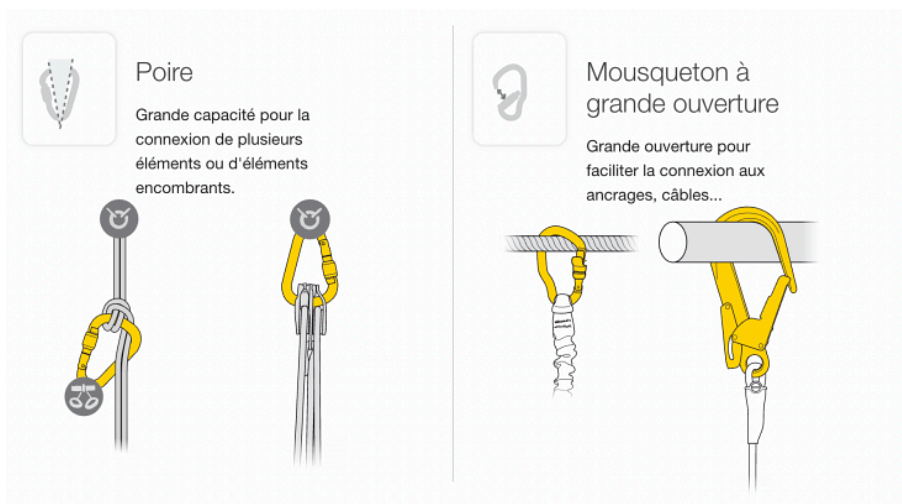 Poire
Grande capacité pour la
connexion de plusieurs
éléments ou d'éléments
encombrants.
Mousqueton à
grande ouverture
Grande ouverture pour
faciliter la connexion aux
ancrages, câbles...